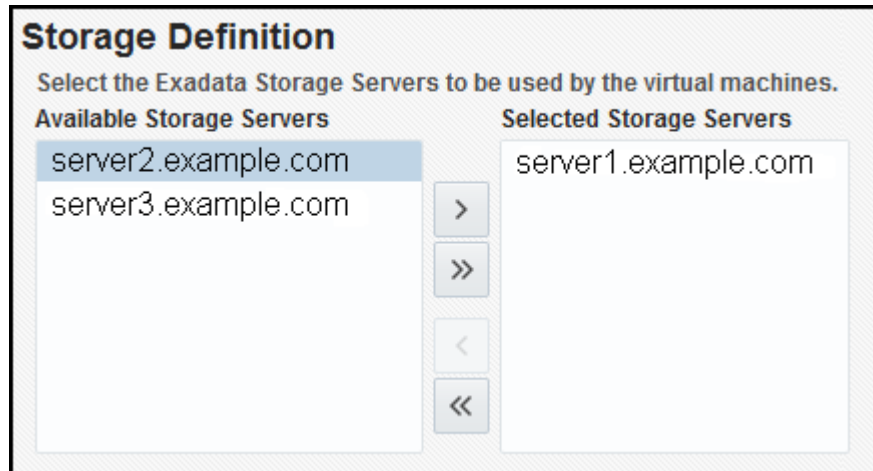 Storage Definition
Select the Exadata Storage Servers to be used by the virtual machines.
Available Storage Servers
server2.example.com
server3.example.com
>
>>
<
<<
Selected Storage Servers
server1.example.com